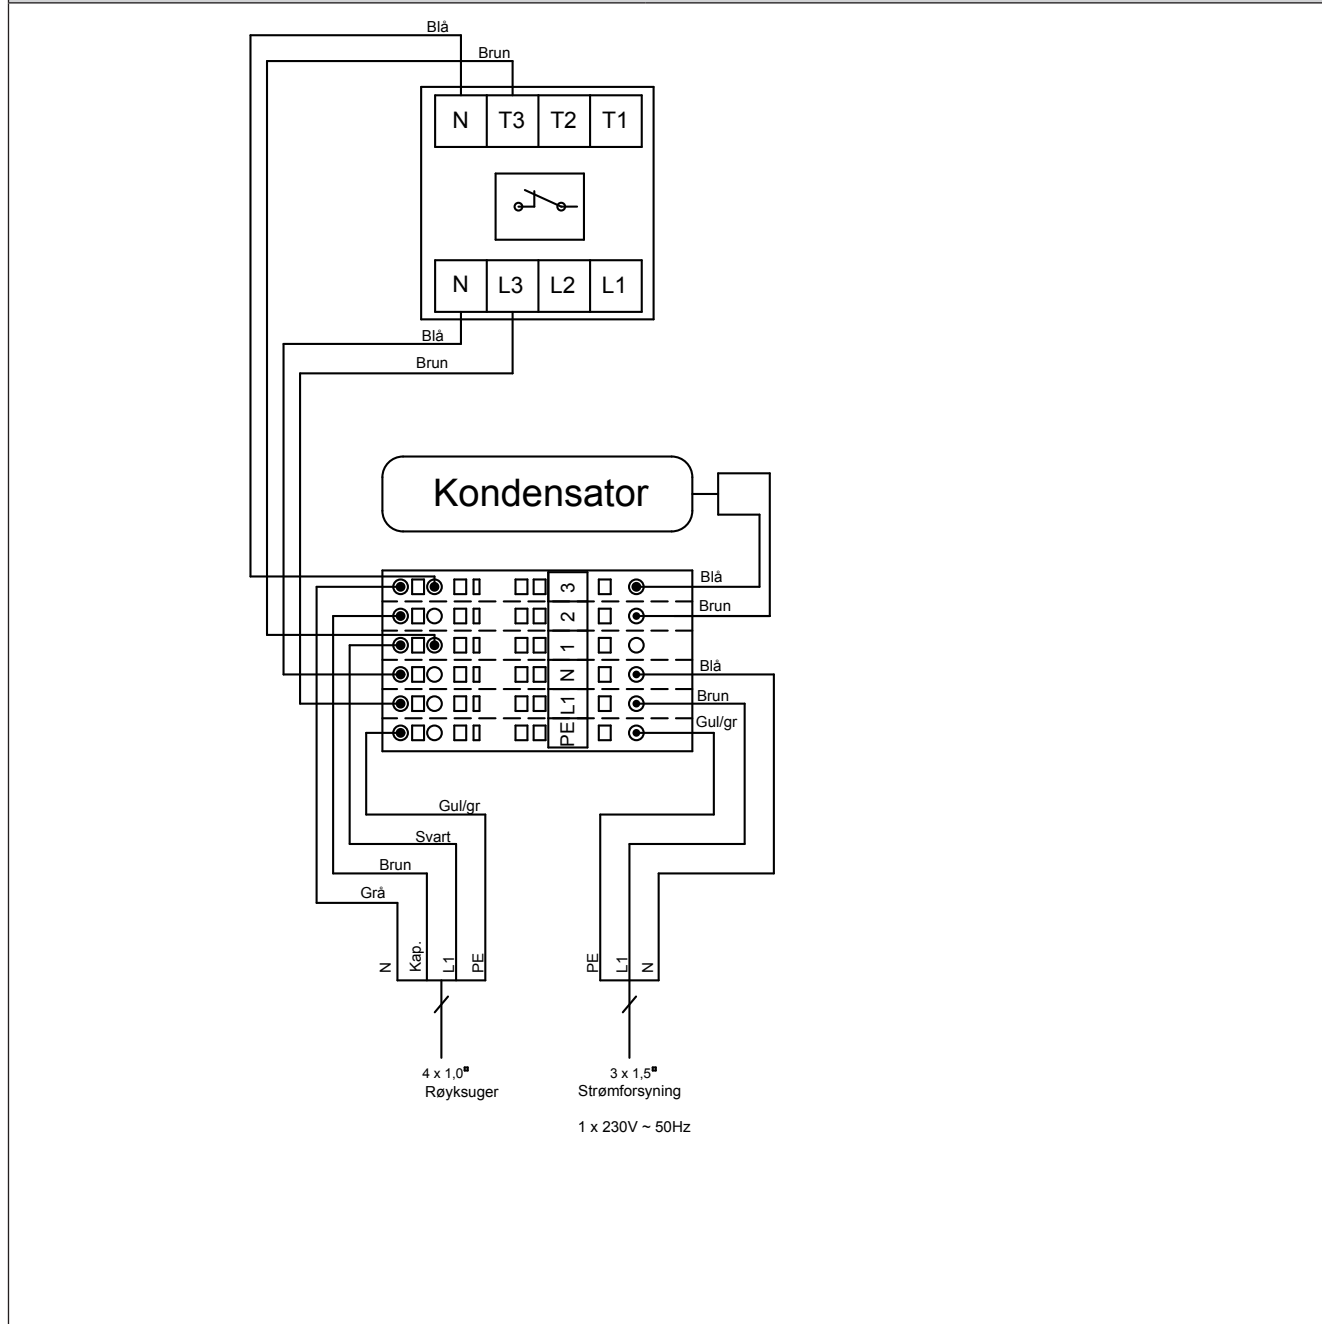 Blå
Brun
N T3 T2 T1
N L3 L2 L1
Blå
Brun
Kondensator
3 Blå
2 Brun
1
N Blå
L1 Brun
PE Gul/gr
Gul/gr
Svart
Brun
Grå
N Kap. L1 PE PE L1 N
4 x 1,0¤ 3 x 1,5¤
Røyksuger Strømforsyning
1 x 230V ~ 50Hz